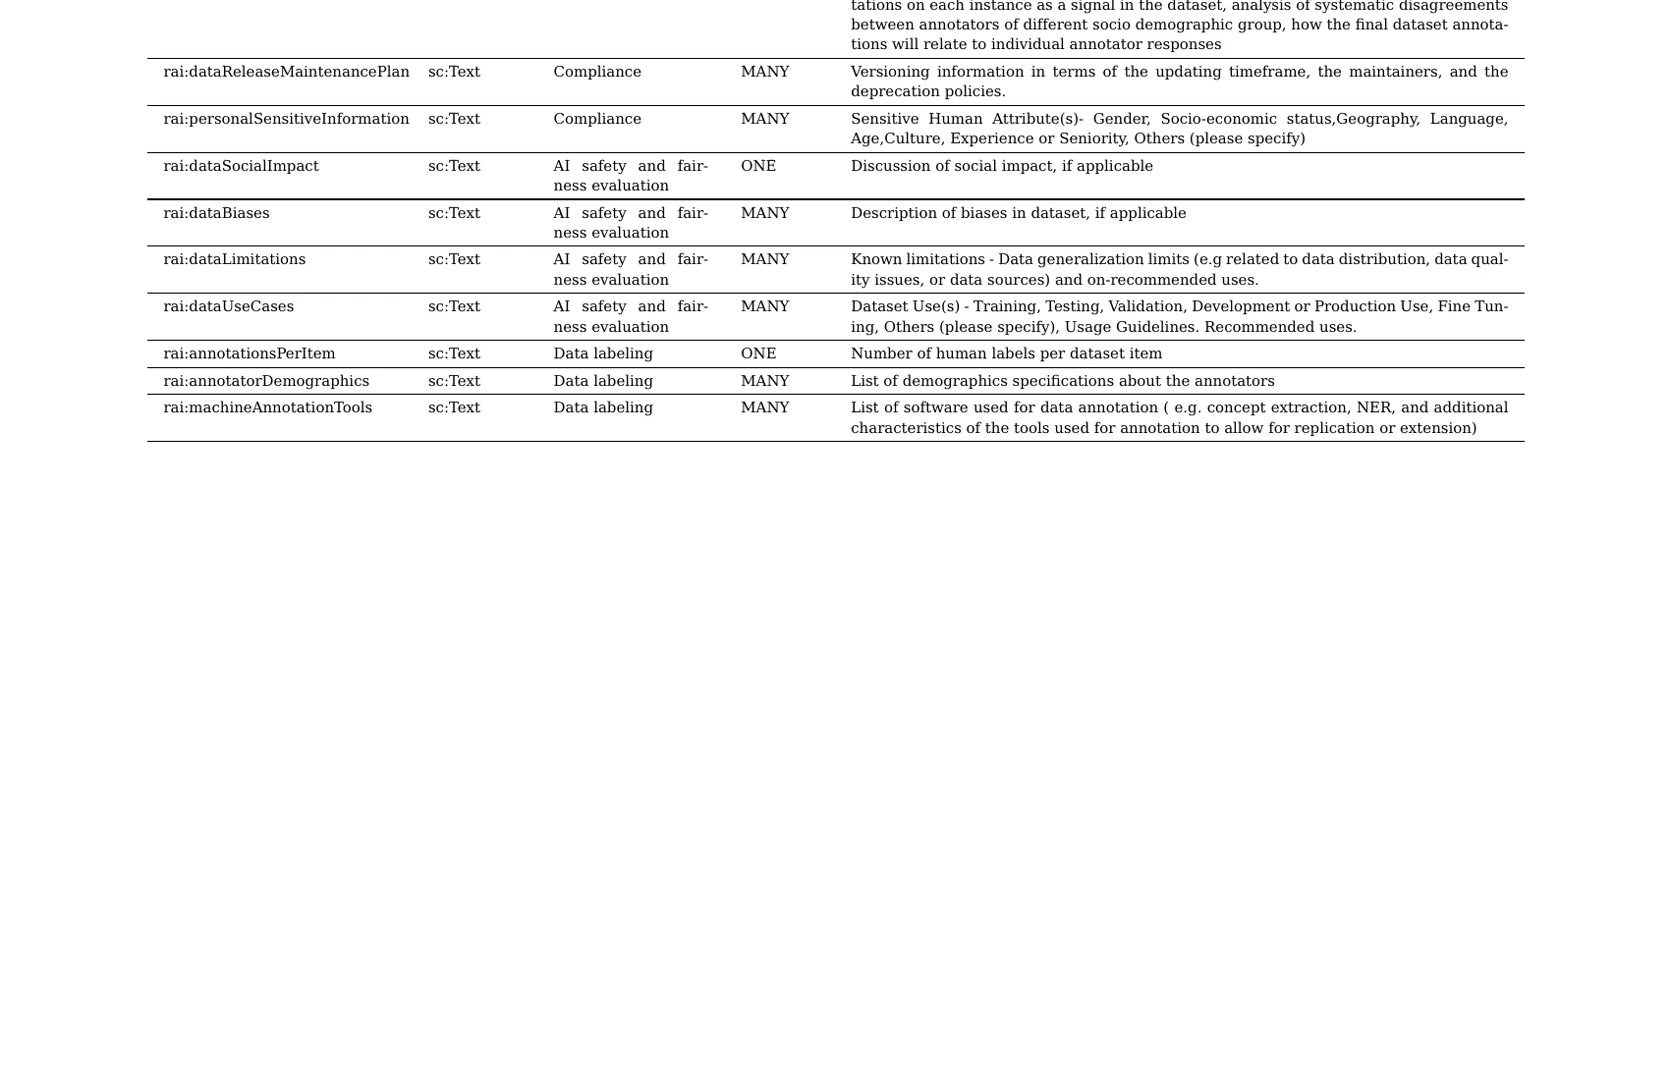 tations on each instance as a signal in the dataset, analysis of systematic disagreements
between annotators of different socio demographic group, how the final dataset annota-
tions will relate to individual annotator responses
rai:dataReleaseMaintenancePlan sc:Text Compliance MANY Versioning information in terms of the updating timeframe, the maintainers, and the
deprecation policies.
rai:personalSensitiveInformation sc:Text Compliance MANY Sensitive Human Attribute(s)- Gender, Socio-economic status,Geography, Language,
Age,Culture, Experience or Seniority, Others (please specify)
rai:dataSocialImpact sc:Text AI safety and fair- ONE Discussion of social impact, if applicable
ness evaluation
rai:dataBiases sc:Text AI safety and fair- MANY Description of biases in dataset, if applicable
ness evaluation
rai:dataLimitations sc:Text AI safety and fair- MANY Known limitations - Data generalization limits (e.g related to data distribution, data qual-
ness evaluation ity issues, or data sources) and on-recommended uses.
rai:dataUseCases sc:Text AI safety and fair- MANY Dataset Use(s) - Training, Testing, Validation, Development or Production Use, Fine Tun-
ness evaluation ing, Others (please specify), Usage Guidelines. Recommended uses.
rai:annotationsPerItem sc:Text Data labeling ONE Number of human labels per dataset item
rai:annotatorDemographics sc:Text Data labeling MANY List of demographics specifications about the annotators
rai:machineAnnotationTools sc:Text Data labeling MANY List of software used for data annotation ( e.g. concept extraction, NER, and additional
characteristics of the tools used for annotation to allow for replication or extension)